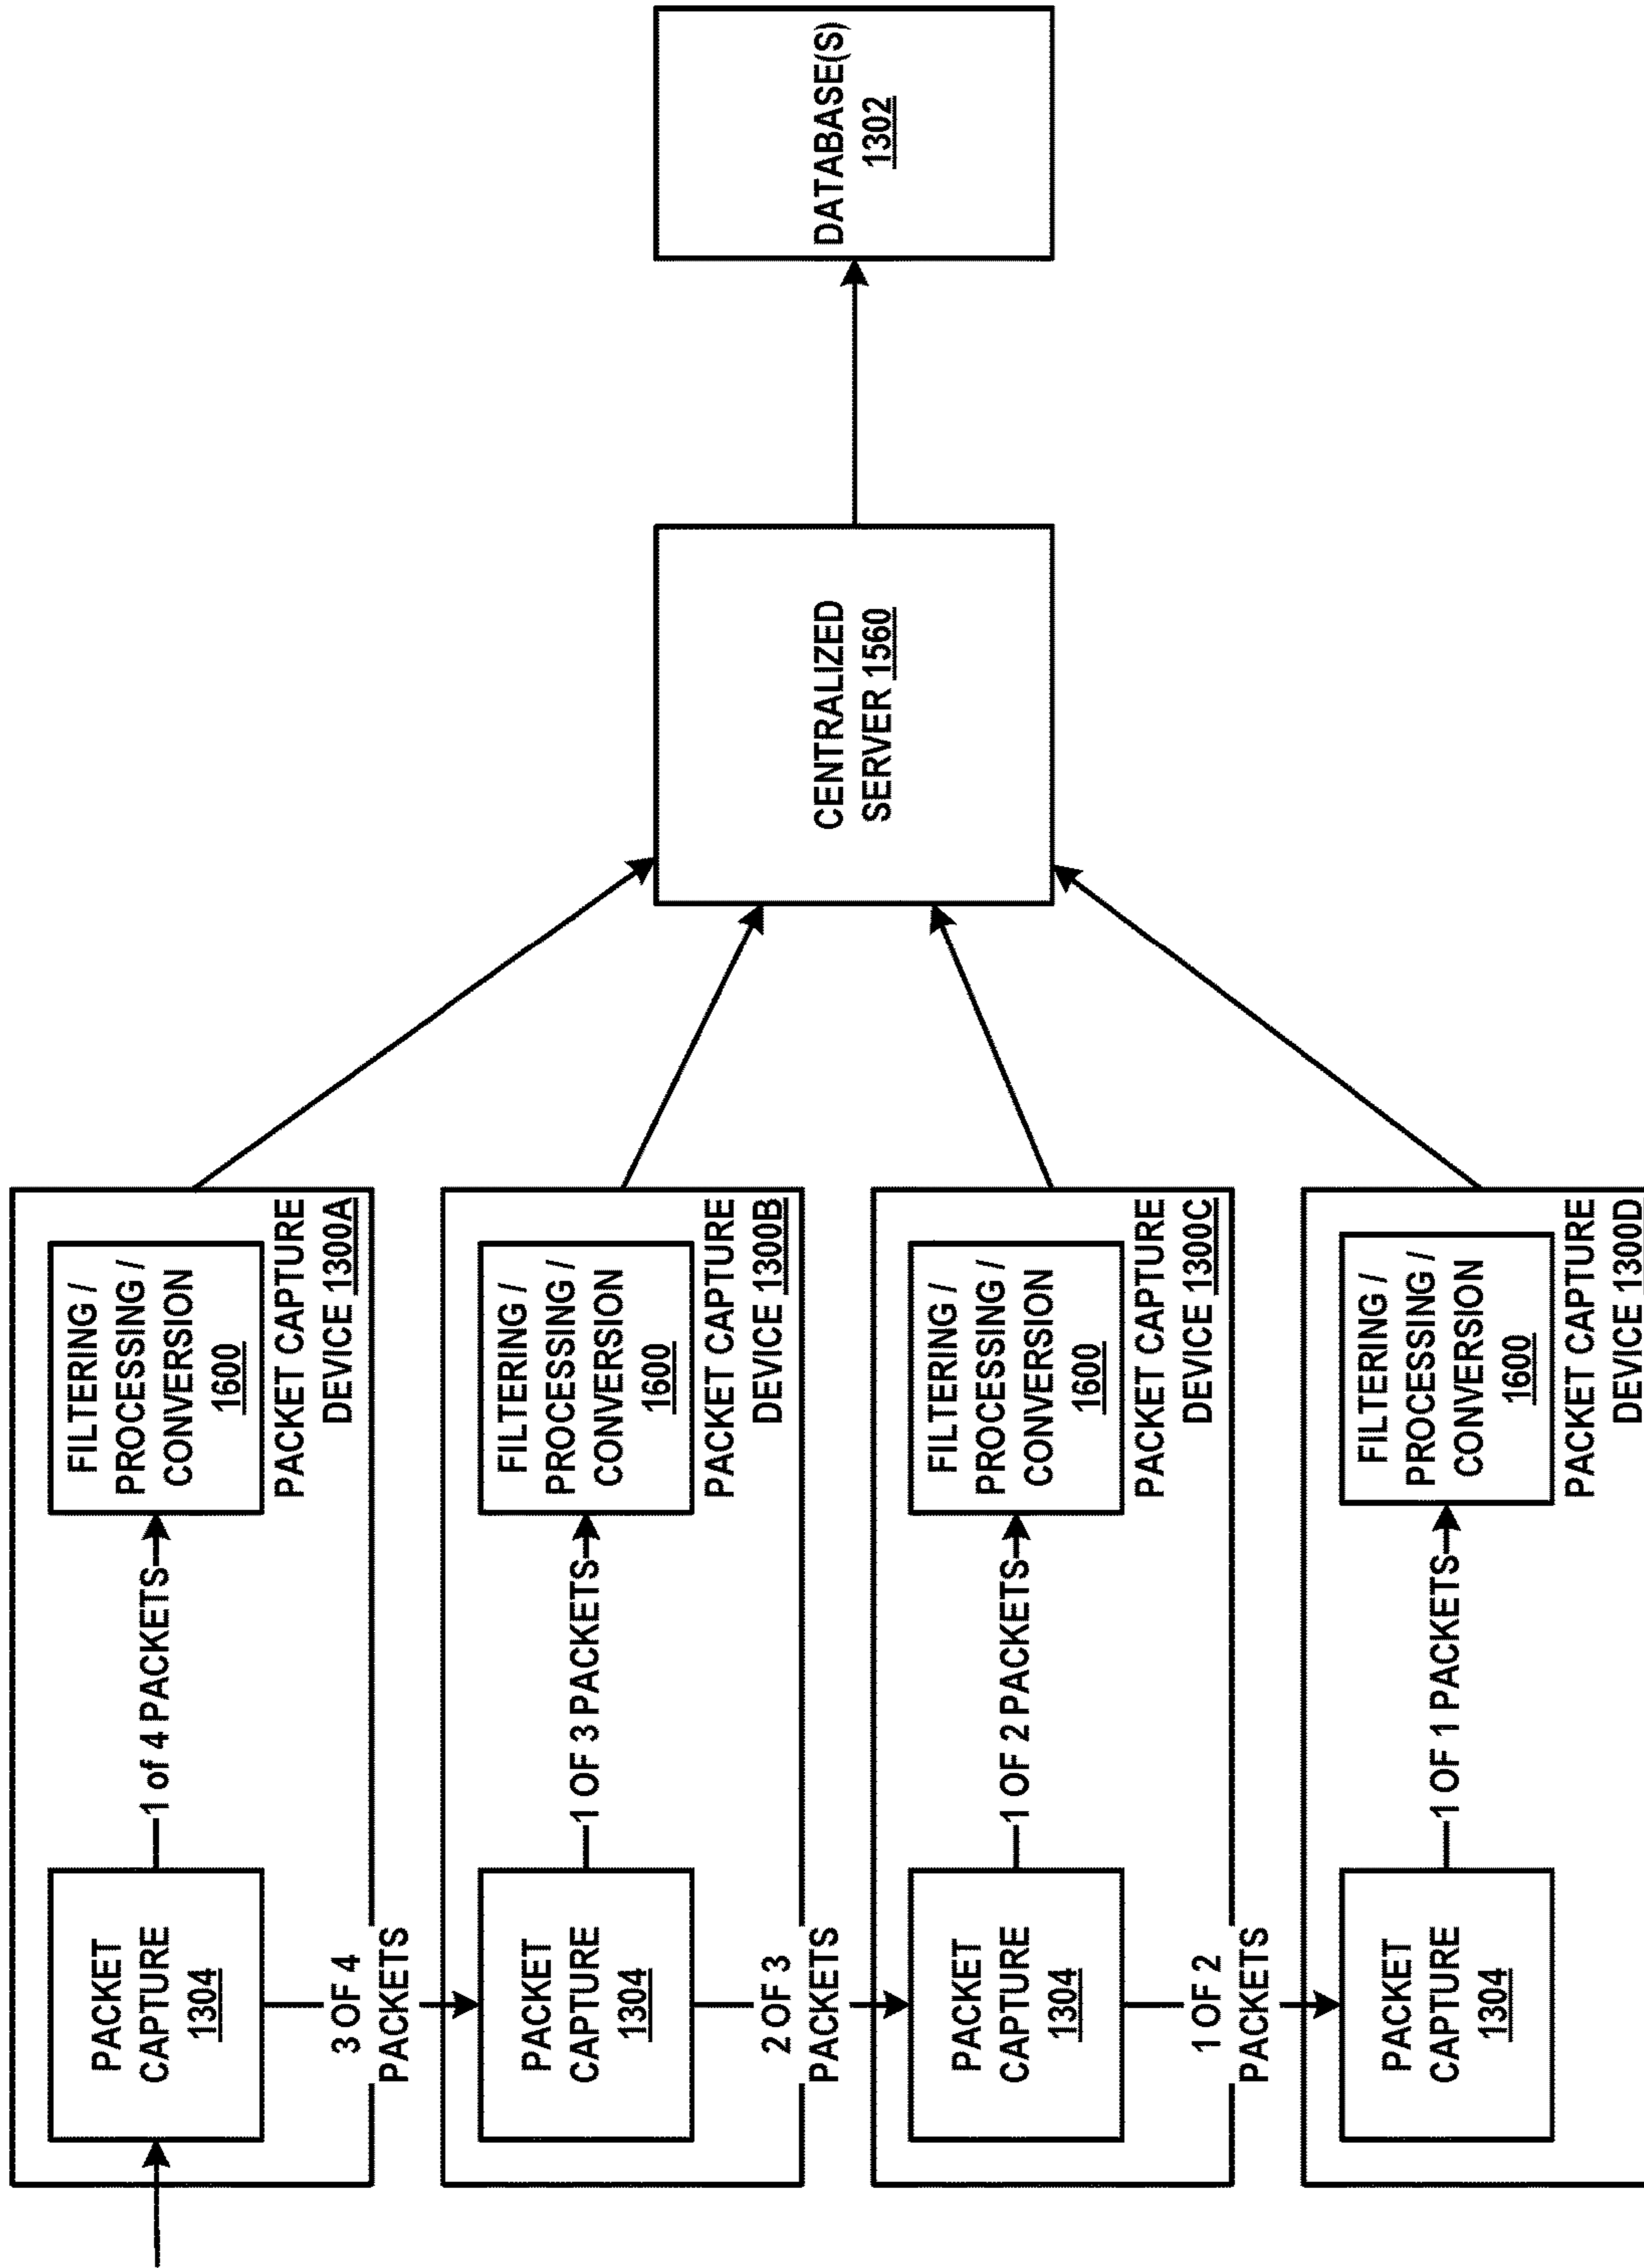 PACKET
CAPTURE
1304
1 of 4 PACKETS
FILTERING /
PROCESSING /
CONVERSION
1600
PACKET CAPTURE
DEVICE 1300A
3 OF 4
PACKETS
PACKET
CAPTURE
1304
1 OF 3 PACKETS
FILTERING /
PROCESSING /
CONVERSION
1600
PACKET CAPTURE
DEVICE 1300B
2 OF 3
PACKETS
PACKET
CAPTURE
1304
1 OF 2 PACKETS
FILTERING /
PROCESSING /
CONVERSION
1600
PACKET CAPTURE
DEVICE 1300C
1 OF 2
PACKETS
PACKET
CAPTURE
1304
1 OF 1 PACKETS
FILTERING /
PROCESSING /
CONVERSION
1600
PACKET CAPTURE
DEVICE 1300D
CENTRALIZED
SERVER 1560
DATABASE(S)
1302